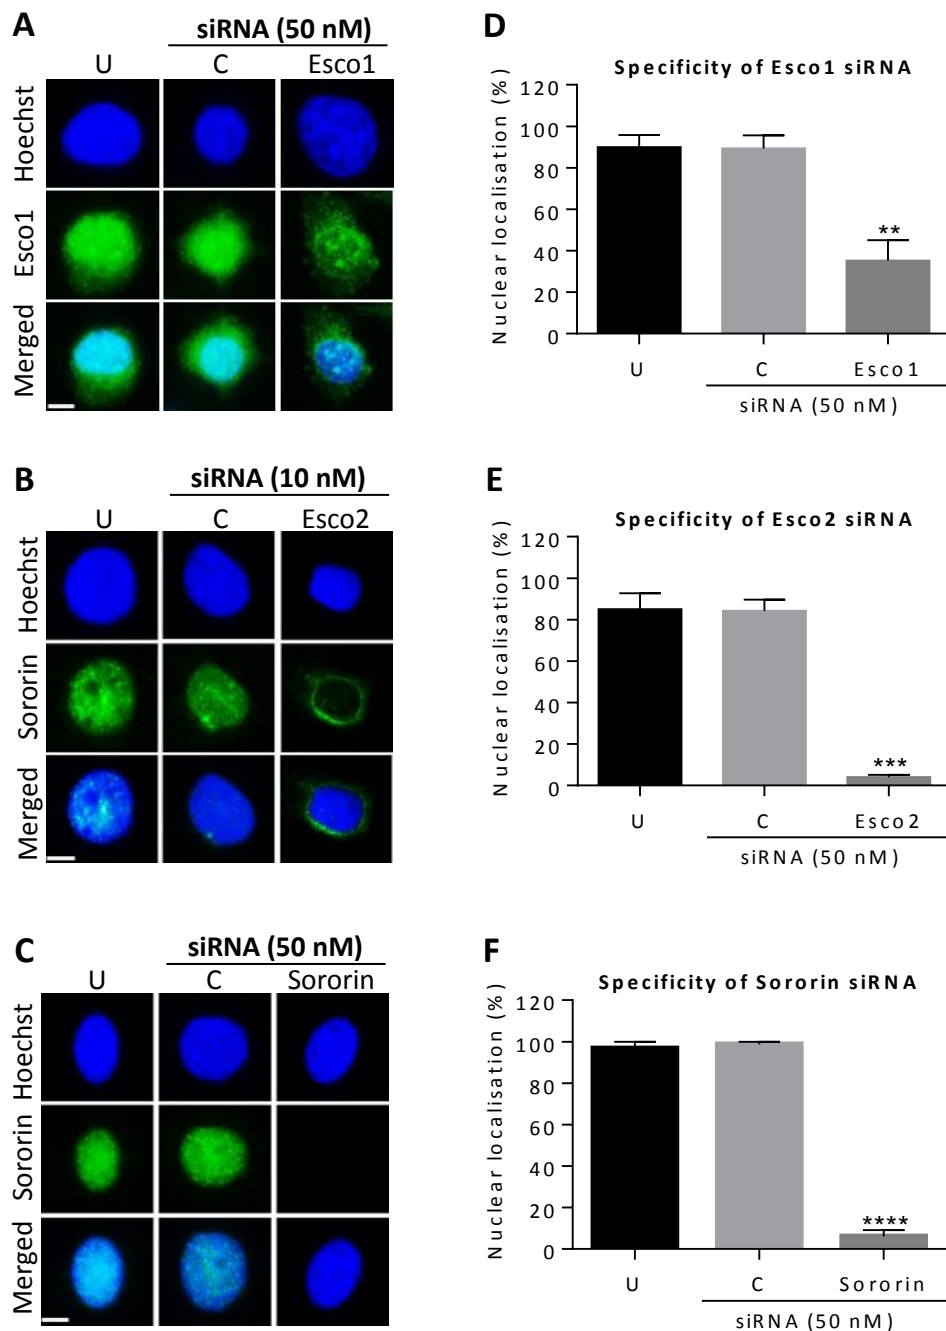 A
siRNA (50 nM)
U C Esco1
Hoechst
Esco1
Merged
D
Specificity of Esco1 siRNA
Nuclear localisation (%)
120
100
80
60
40
20
0
**
U C Esco1
siRNA (50 nM)
B
siRNA (10 nM)
U C Esco2
Hoechst
Sororin
Merged
E
Specificity of Esco2 siRNA
Nuclear localisation (%)
120
100
80
60
40
20
0
***
U C Esco2
siRNA (50 nM)
C
siRNA (50 nM)
U C Sororin
Hoechst
Sororin
Merged
F
Specificity of Sororin siRNA
Nuclear localisation (%)
120
100
80
60
40
20
0
****
U C Sororin
siRNA (50 nM)